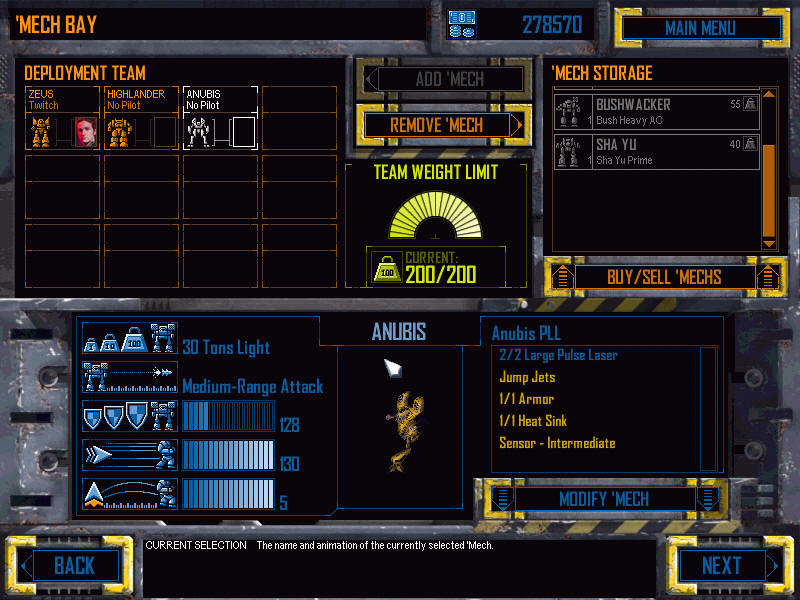 'MECH BAY
278570
MAIN MENU
DEPLOYMENT TEAM
ZEUS
Twitch
HIGHLANDER
No Pilot
ANUBIS
No Pilot
ADD 'MECH
REMOVE 'MECH
TEAM WEIGHT LIMIT
CURRENT:
100
200/200
'MECH STORAGE
BUSHWACKER
55
1 Bush Heavy AC
SHA YU
40
1 Sha Yu Prime
BUY/SELL 'MECHS
ANUBIS
30 Tons Light
Medium-Range Attack
128
130
5
Anubis PLL
2/2 Large Pulse Laser
Jump Jets
1/1 Armor
1/1 Heat Sink
Sensor - Intermediate
MODIFY 'MECH
BACK
CURRENT SELECTION The name and animation of the currently selected 'Mech.
NEXT